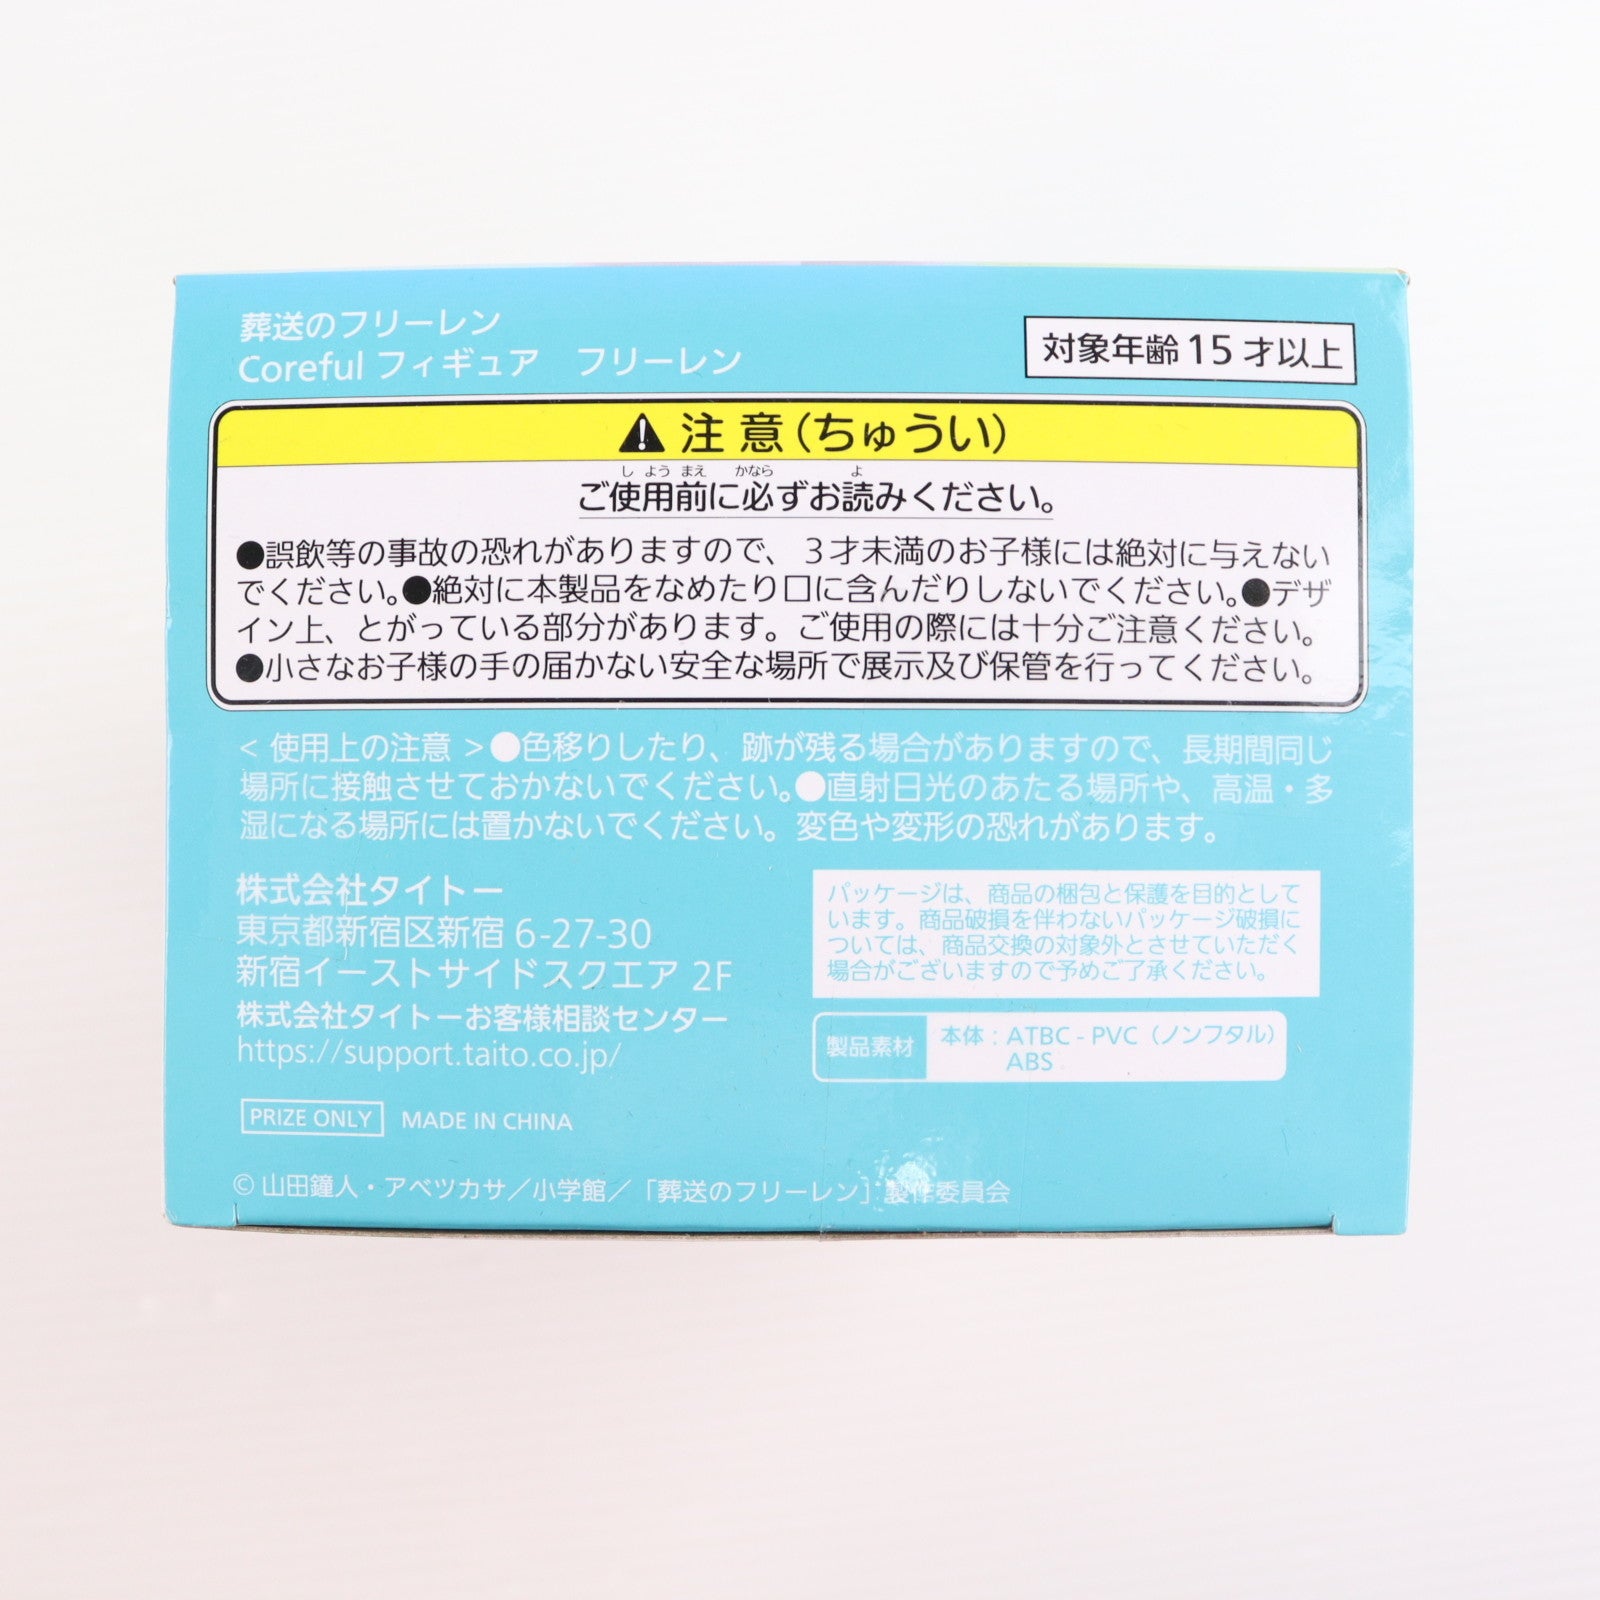 葬送のフリーレン
Coreful フィギュア フリーレン
対象年齢 15 才以上
注 意(ちゅうい)
し よう まえ かなら よ
ご使用前に必ずお読みください。
●誤飲等の事故の恐れがありますので、3才未満のお子様には絶対に与えない
でください。●絶対に本製品をなめたり口に含んだりしないでください。●デザ
イン上、とがっている部分があります。ご使用の際には十分ご注意ください。
●小さなお子様の手の届かない安全な場所で展示及び保管を行ってください。
< 使用上の注意 >●色移りしたり、跡が残る場合がありますので、長期間同じ
場所に接触させておかないでください。●直射日光のあたる場所や、高温・多
湿になる場所には置かないでください。変色や変形の恐れがあります。
株式会社タイトー
東京都新宿区新宿 6-27-30
新宿イーストサイドスクエア 2F
株式会社タイトーお客様相談センター
https://support.taito.co.jp/
PRIZE ONLY MADE IN CHINA
パッケージは、商品の梱包と保護を目的として
います。商品破損を伴わないパッケージ破損に
ついては、商品交換の対象外とさせていただく
場合がございますので予めご了承ください。
製品素材
本体：ATBC - PVC（ノンフタル）
ABS
© 山田鐘人・アベツカサ／小学館／「葬送のフリーレン」製作委員会